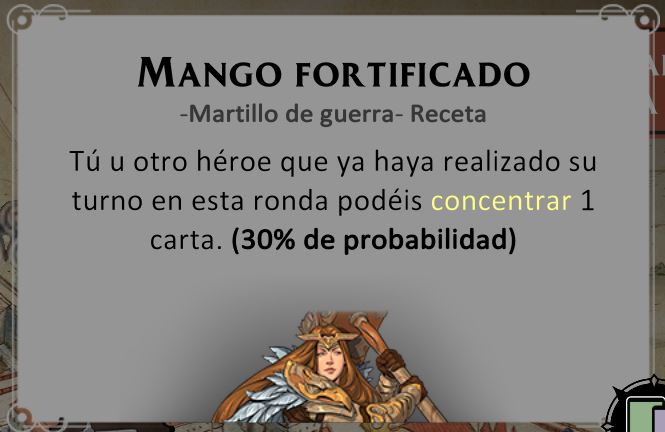 Mango fortificado
-Martillo de guerra- Receta
Tú u otro héroe que ya haya realizado su
turno en esta ronda podéis concentrar 1
carta. (30% de probabilidad)